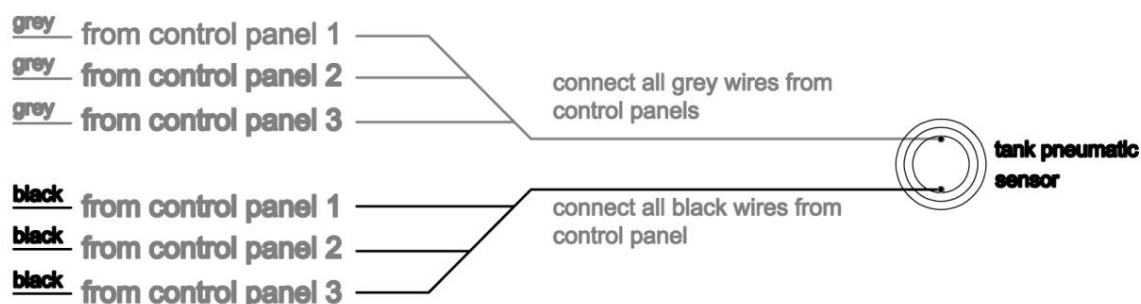 grey from control panel 1
grey from control panel 2
grey from control panel 3
connect all grey wires from
control panels
tank pneumatic
sensor
black from control panel 1
black from control panel 2
black from control panel 3
connect all black wires from
control panel